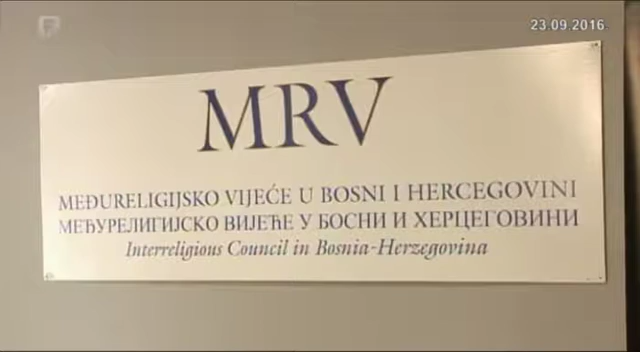 23.09.2016.
MRV
MEĐURELIGIJSKO VIJEĆE U BOSNI I HERCEGOVINI
МЕЂУРЕЛИГИЈСКО ВИЈЕЋЕ У БОСНИ И ХЕРЦЕГОВИНИ
Interreligious Council in Bosnia-Herzegovina